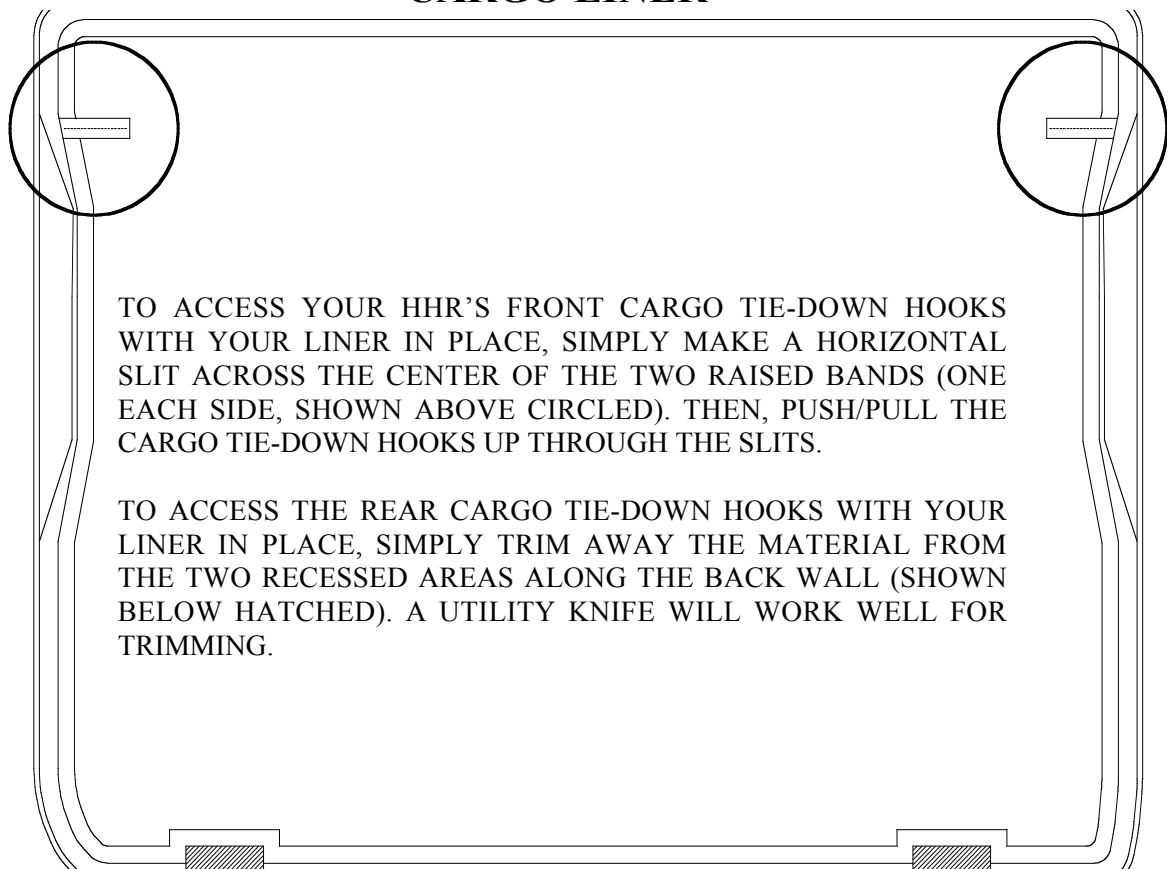 CARGO LINER
TO ACCESS YOUR HHR’S FRONT CARGO TIE-DOWN HOOKS
WITH YOUR LINER IN PLACE, SIMPLY MAKE A HORIZONTAL
SLIT ACROSS THE CENTER OF THE TWO RAISED BANDS (ONE
EACH SIDE, SHOWN ABOVE CIRCLED). THEN, PUSH/PULL THE
CARGO TIE-DOWN HOOKS UP THROUGH THE SLITS.
TO ACCESS THE REAR CARGO TIE-DOWN HOOKS WITH YOUR
LINER IN PLACE, SIMPLY TRIM AWAY THE MATERIAL FROM
THE TWO RECESSED AREAS ALONG THE BACK WALL (SHOWN
BELOW HATCHED). A UTILITY KNIFE WILL WORK WELL FOR
TRIMMING.